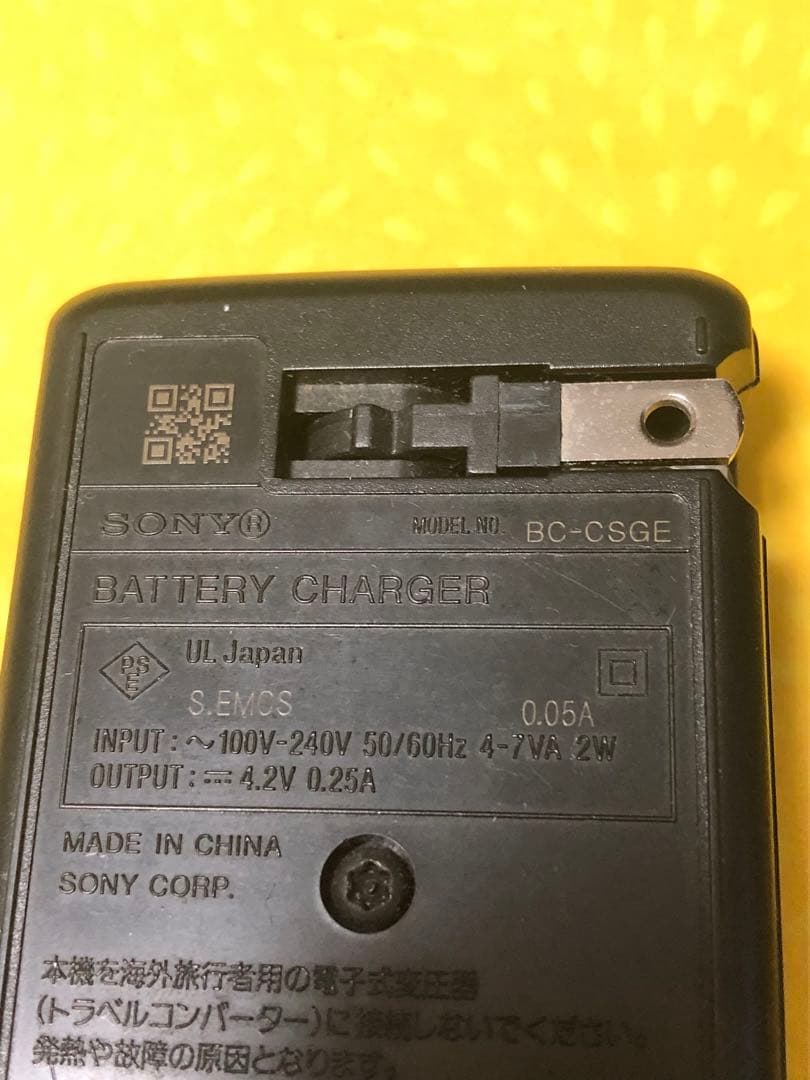 SONY® MODEL NO. BC-CSGE
BATTERY CHARGER
PSE UL Japan
S.EMCS 0.05A
INPUT: ～100V-240V 50/60Hz 4-7VA 2W
OUTPUT: ⎓ 4.2V 0.25A
MADE IN CHINA
SONY CORP.
本機を海外旅行者用の電子式変圧器
(トラベルコンバーター)に接続しないでください。
発熱や故障の原因となります。